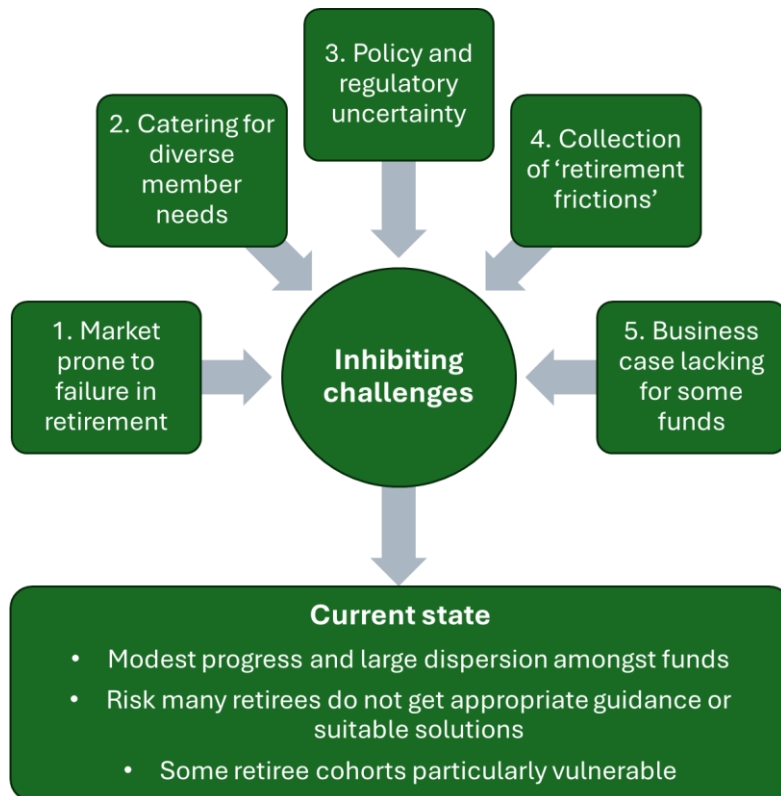 3. Policy and
regulatory
uncertainty
2. Catering for
diverse
member
needs
4. Collection
of ‘retirement
frictions’
1. Market
prone to
failure in
retirement
Inhibiting
challenges
5. Business
case lacking
for some
funds
Current state
• Modest progress and large dispersion amongst funds
• Risk many retirees do not get appropriate guidance or
suitable solutions
• Some retiree cohorts particularly vulnerable